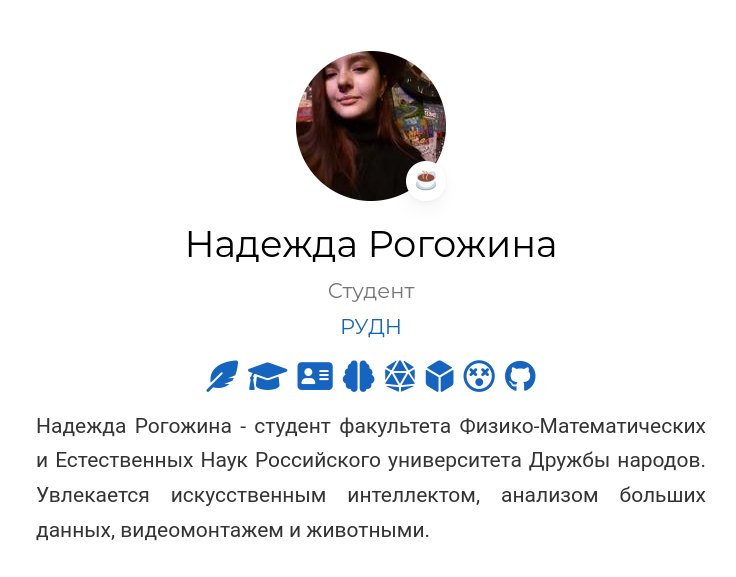 Надежда Рогожина
Студент
РУДН
Надежда Рогожина - студент факультета Физико-Математических
и Естественных Наук Российского университета Дружбы народов.
Увлекается искусственным интеллектом, анализом больших
данных, видеомонтажем и животными.